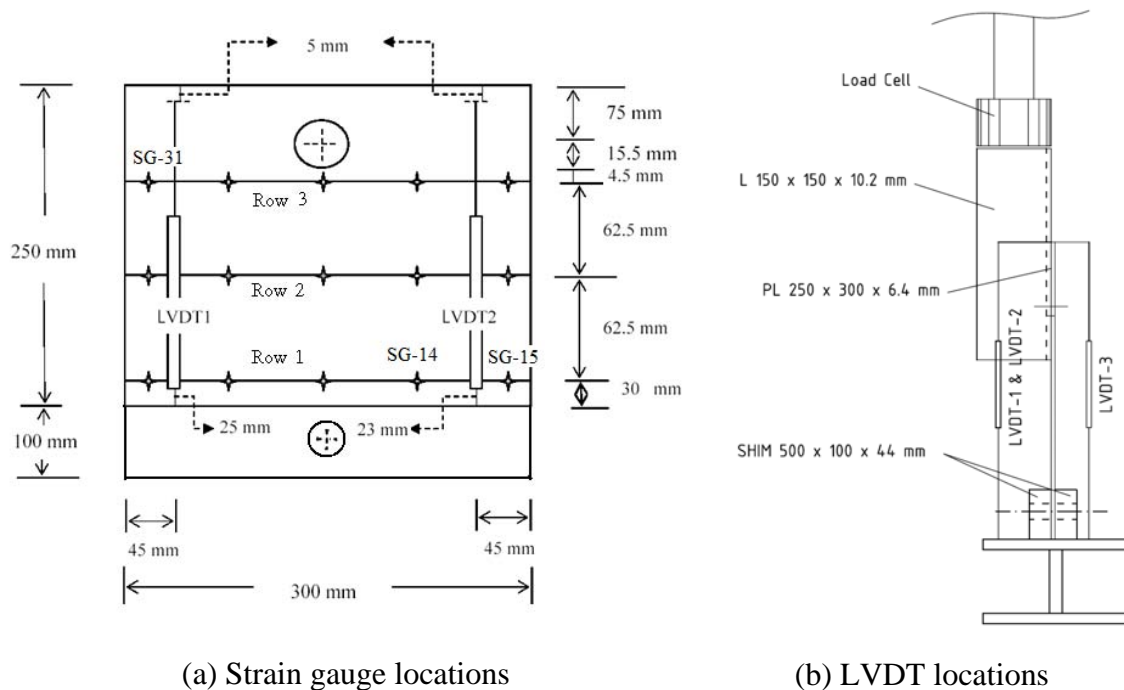 5 mm
75 mm
15.5 mm
4.5 mm
SG-31
Row 3
62.5 mm
250 mm
Row 2
LVDT1
LVDT2
62.5 mm
Row 1
SG-14
SG-15
30 mm
100 mm
25 mm
23 mm
45 mm
45 mm
300 mm
(a) Strain gauge locations
Load Cell
L 150 x 150 x 10.2 mm
PL 250 x 300 x 6.4 mm
LVDT-1 & LVDT-2
LVDT-3
SHIM 500 x 100 x 44 mm
(b) LVDT locations